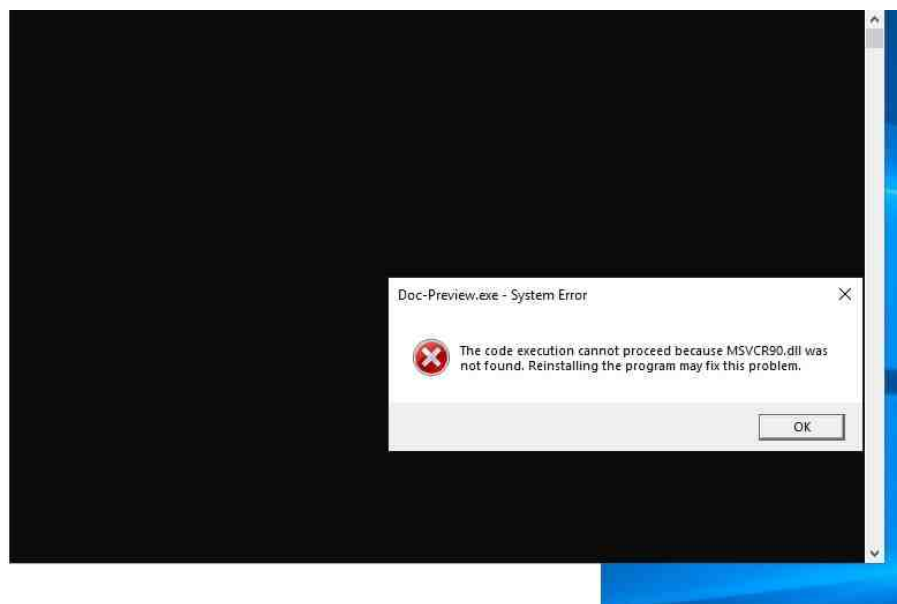 Doc-Preview.exe - System Error
The code execution cannot proceed because MSVCR90.dll was
not found. Reinstalling the program may fix this problem.
OK